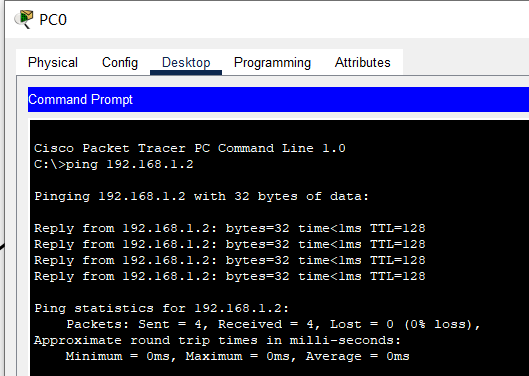 PC0
Physical Config Desktop Programming Attributes
Command Prompt
Cisco Packet Tracer PC Command Line 1.0
C:\>ping 192.168.1.2
Pinging 192.168.1.2 with 32 bytes of data:
Reply from 192.168.1.2: bytes=32 time<1ms TTL=128
Reply from 192.168.1.2: bytes=32 time<1ms TTL=128
Reply from 192.168.1.2: bytes=32 time<1ms TTL=128
Reply from 192.168.1.2: bytes=32 time<1ms TTL=128
Ping statistics for 192.168.1.2:
    Packets: Sent = 4, Received = 4, Lost = 0 (0% loss),
Approximate round trip times in milli-seconds:
    Minimum = 0ms, Maximum = 0ms, Average = 0ms